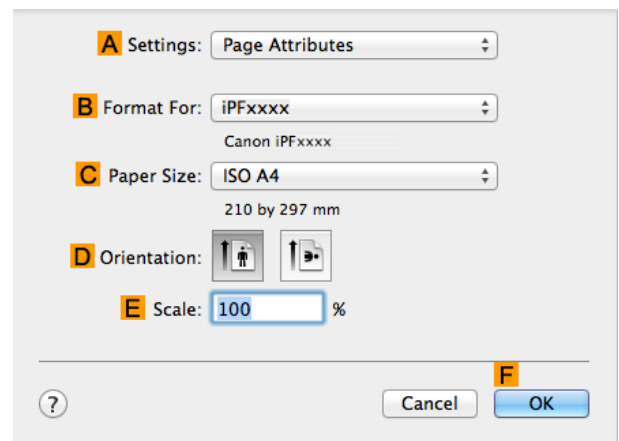 A Settings: Page Attributes
B Format For: iPFxxxx
Canon iPFxxxx
C Paper Size: ISO A4
210 by 297 mm
D Orientation:
E Scale: 100 %
F
? Cancel OK